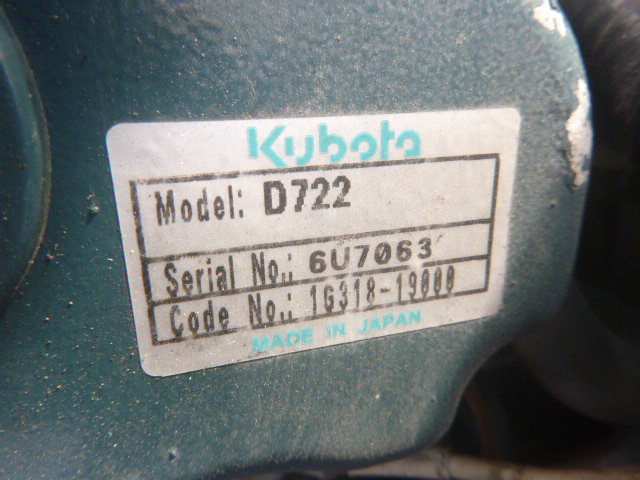 Kubota
Model: D722
Serial No.: 6U7063
Code No.: 1G318-19000
MADE IN JAPAN